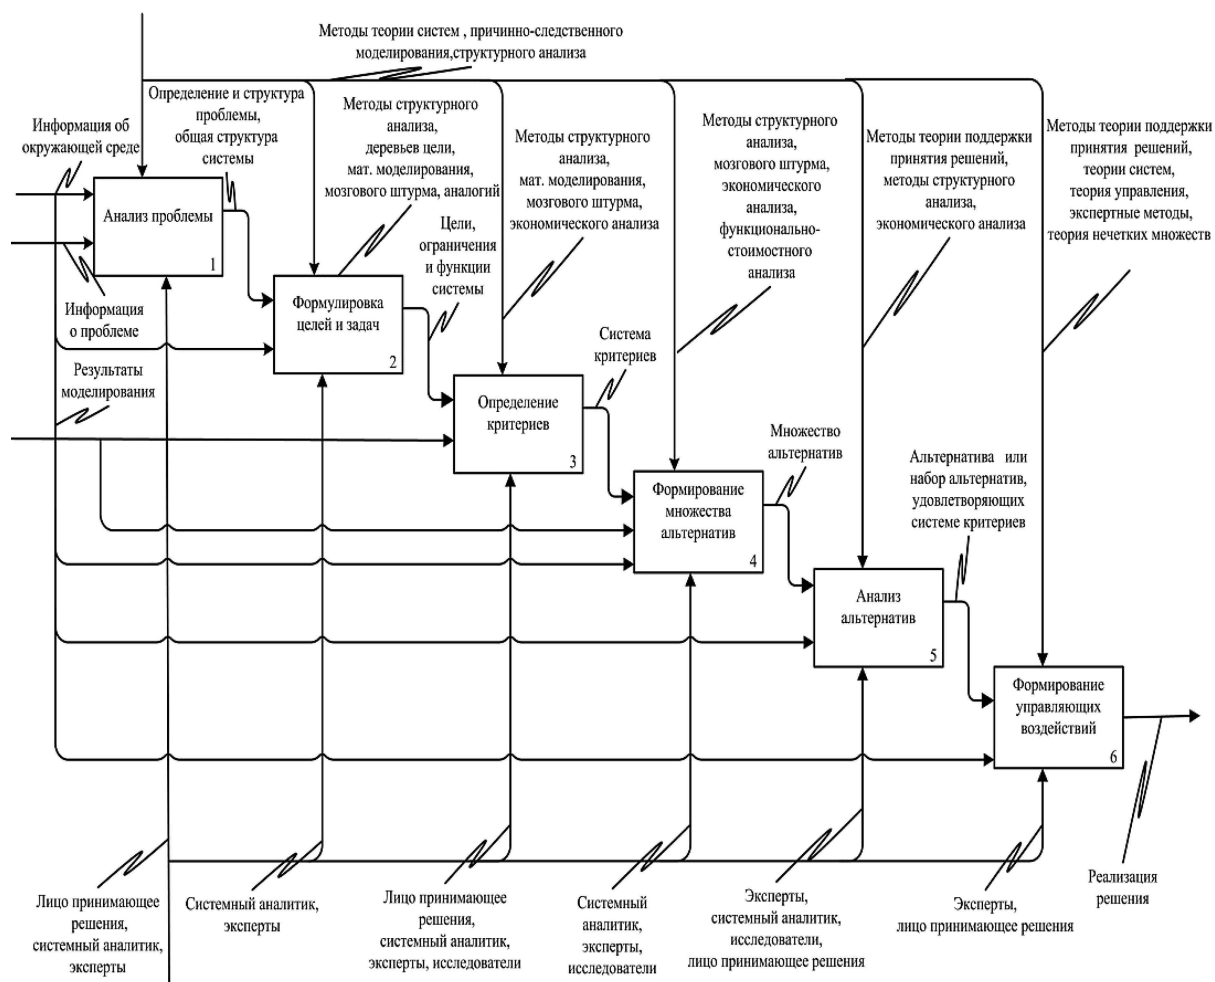 Методы теории систем , причинно-следственного
моделирования,структурного анализа
Информация об
окружающей среде
Определение и структура
проблемы,
общая структура
системы
Методы структурного
анализа,
деревьев цели,
мат. моделирования,
мозгового штурма, аналогий
Методы структурного
анализа,
мат. моделирования,
мозгового штурма,
экономического анализа
Методы структурного
анализа,
мозгового штурма,
экономического
анализа,
функционально-
стоимостного
анализа
Методы теории поддержки
принятия решений,
методы структурного
анализа,
экономического анализа
Методы теории поддержки
принятия решений,
теории систем,
теория управления,
экспертные методы,
теория нечетких множеств
Анализ проблемы
1
Цели,
ограничения
и функции
системы
Информация
о проблеме
Формулировка
целей и задач
2
Результаты
моделирования
Система
критериев
Определение
критериев
3
Множество
альтернатив
Формирование
множества
альтернатив
4
Альтернатива или
набор альтернатив,
удовлетворяющих
системе критериев
Анализ
альтернатив
5
Формирование
управляющих
воздействий
6
Реализация
решения
Лицо принимающее
решения,
системный аналитик,
эксперты
Системный аналитик,
эксперты
Лицо принимающее
решения,
системный аналитик,
эксперты, исследователи
Системный
аналитик,
эксперты,
исследователи
Эксперты,
системный аналитик,
исследователи,
лицо принимающее решения
Эксперты,
лицо принимающее решения